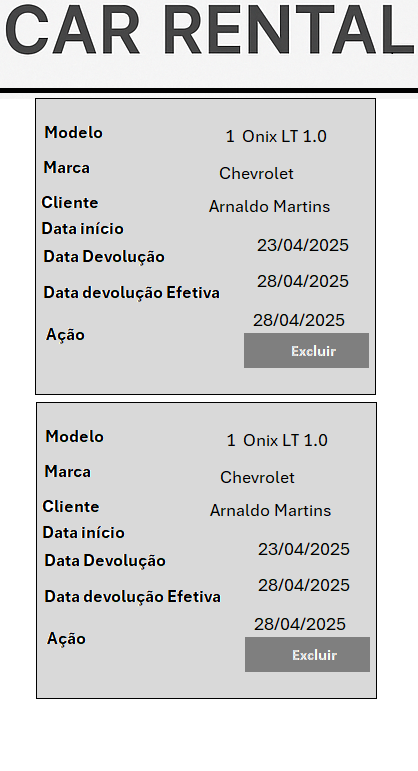 CAR RENTAL
Modelo 1 Onix LT 1.0
Marca Chevrolet
Cliente Arnaldo Martins
Data início 23/04/2025
Data Devolução 28/04/2025
Data devolução Efetiva 28/04/2025
Ação Excluir
Modelo 1 Onix LT 1.0
Marca Chevrolet
Cliente Arnaldo Martins
Data início 23/04/2025
Data Devolução 28/04/2025
Data devolução Efetiva 28/04/2025
Ação Excluir